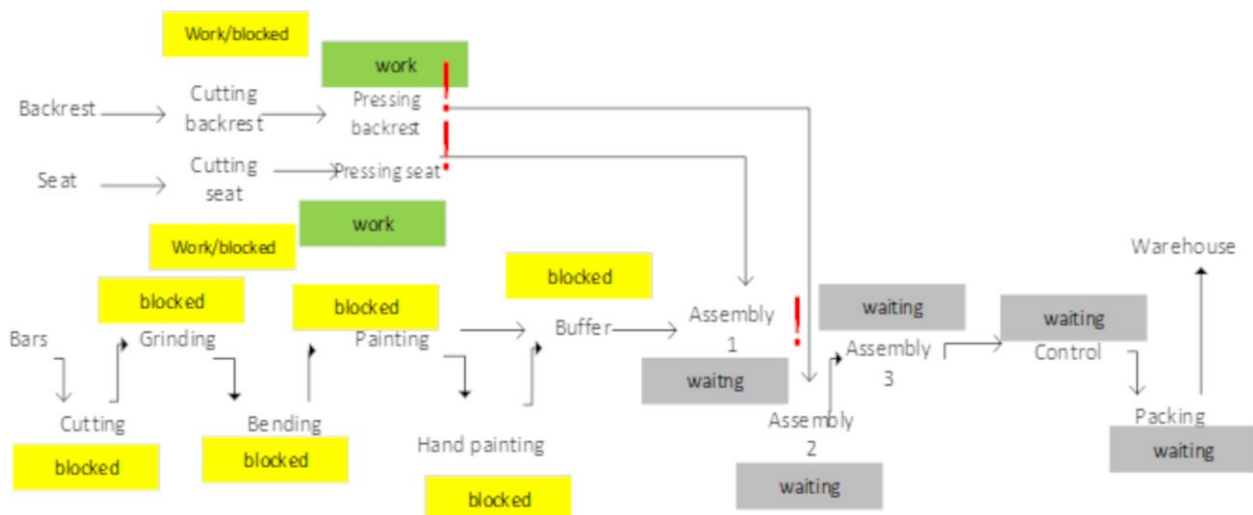 Work/blocked
work
Backrest
Cutting
backrest
Pressing
backrest
Seat
Cutting
seat
Pressing seat
work
Work/blocked
blocked
blocked
blocked
Warehouse
Bars
Grinding
Painting
Buffer
Assembly
1
waiting
Assembly
3
waiting
Control
waitng
Cutting
blocked
Bending
blocked
Hand painting
blocked
Assembly
2
waiting
Packing
waiting